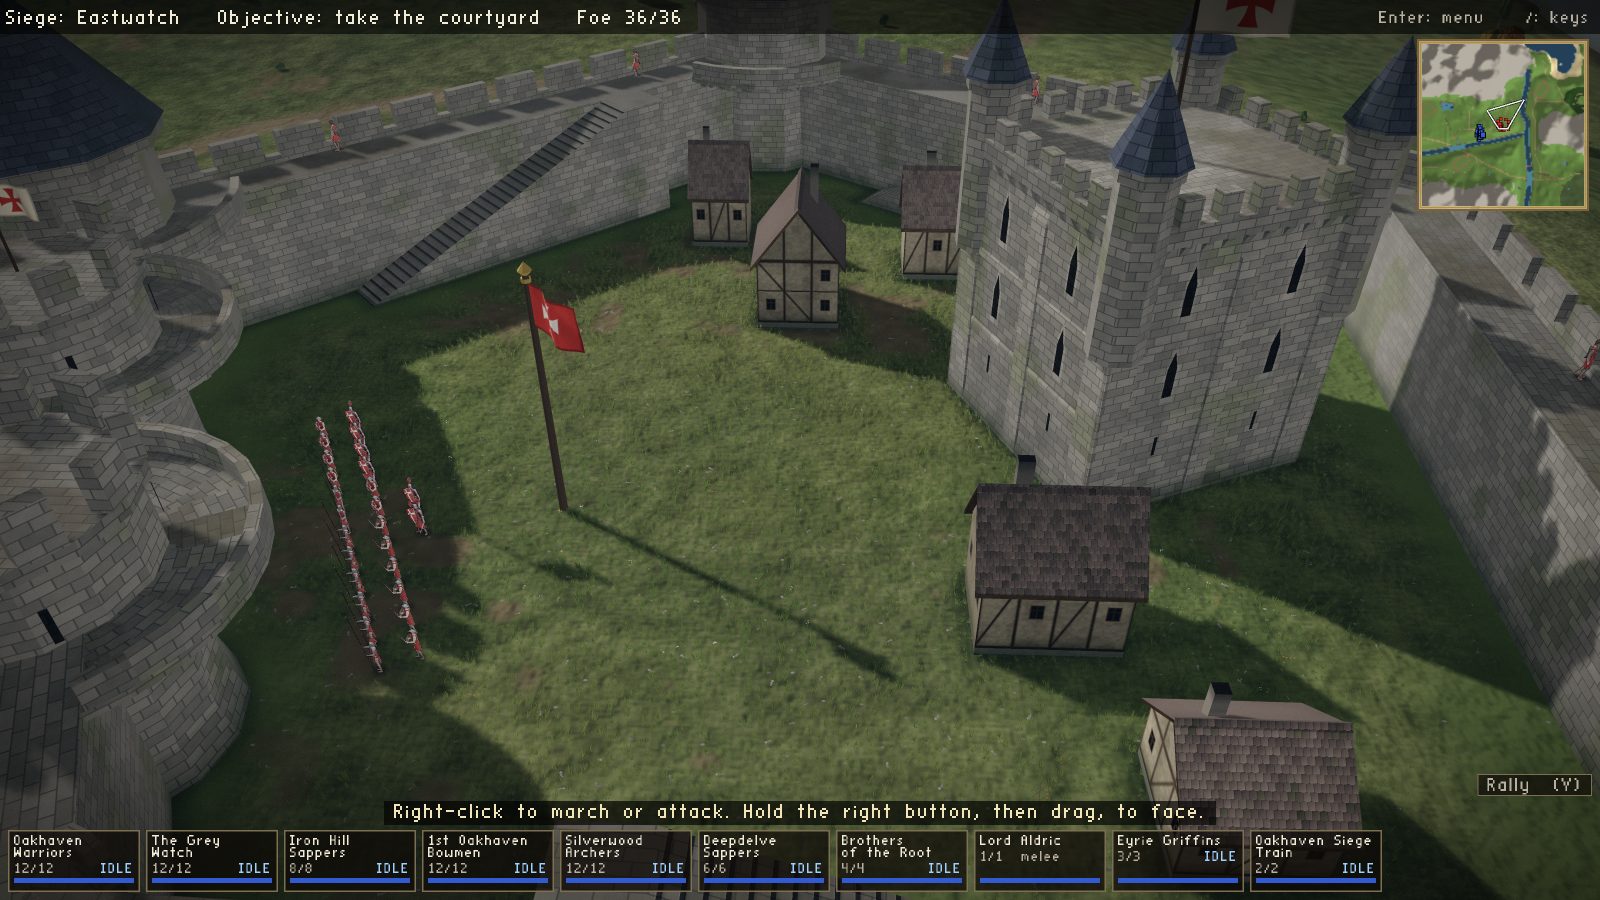 Siege: Eastwatch Objective: take the courtyard Foe 36/36 Enter: menu /: keys
Rally (Y)
Right-click to march or attack. Hold the right button, then drag, to face.
Oakhaven
Warriors
12/12 IDLE
The Grey
Watch
12/12 IDLE
Iron Hill
Sappers
8/8 IDLE
1st Oakhaven
Bowmen
12/12 IDLE
Silverwood
Archers
12/12 IDLE
Deepdelve
Sappers
6/6 IDLE
Brothers
of the Root
4/4 IDLE
Lord Aldric
1/1 melee
Eyrie Griffins
3/3 IDLE
Oakhaven Siege
Train
2/2 IDLE